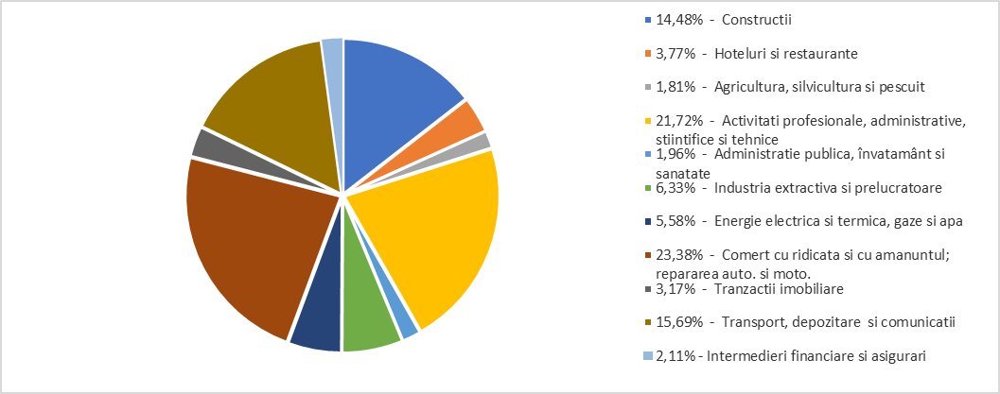 14,48% - Constructii
3,77% - Hoteluri si restaurante
1,81% - Agricultura, silvicultura si pescuit
21,72% - Activitati profesionale, administrative,
stiintifice si tehnice
1,96% - Administratie publica, învatamânt si
sanatate
6,33% - Industria extractiva si prelucratoare
5,58% - Energie electrica si termica, gaze si apa
23,38% - Comert cu ridicata si cu amanuntul;
repararea auto. si moto.
3,17% - Tranzactii imobiliare
15,69% - Transport, depozitare si comunicatii
2,11% - Intermedieri financiare si asigurari